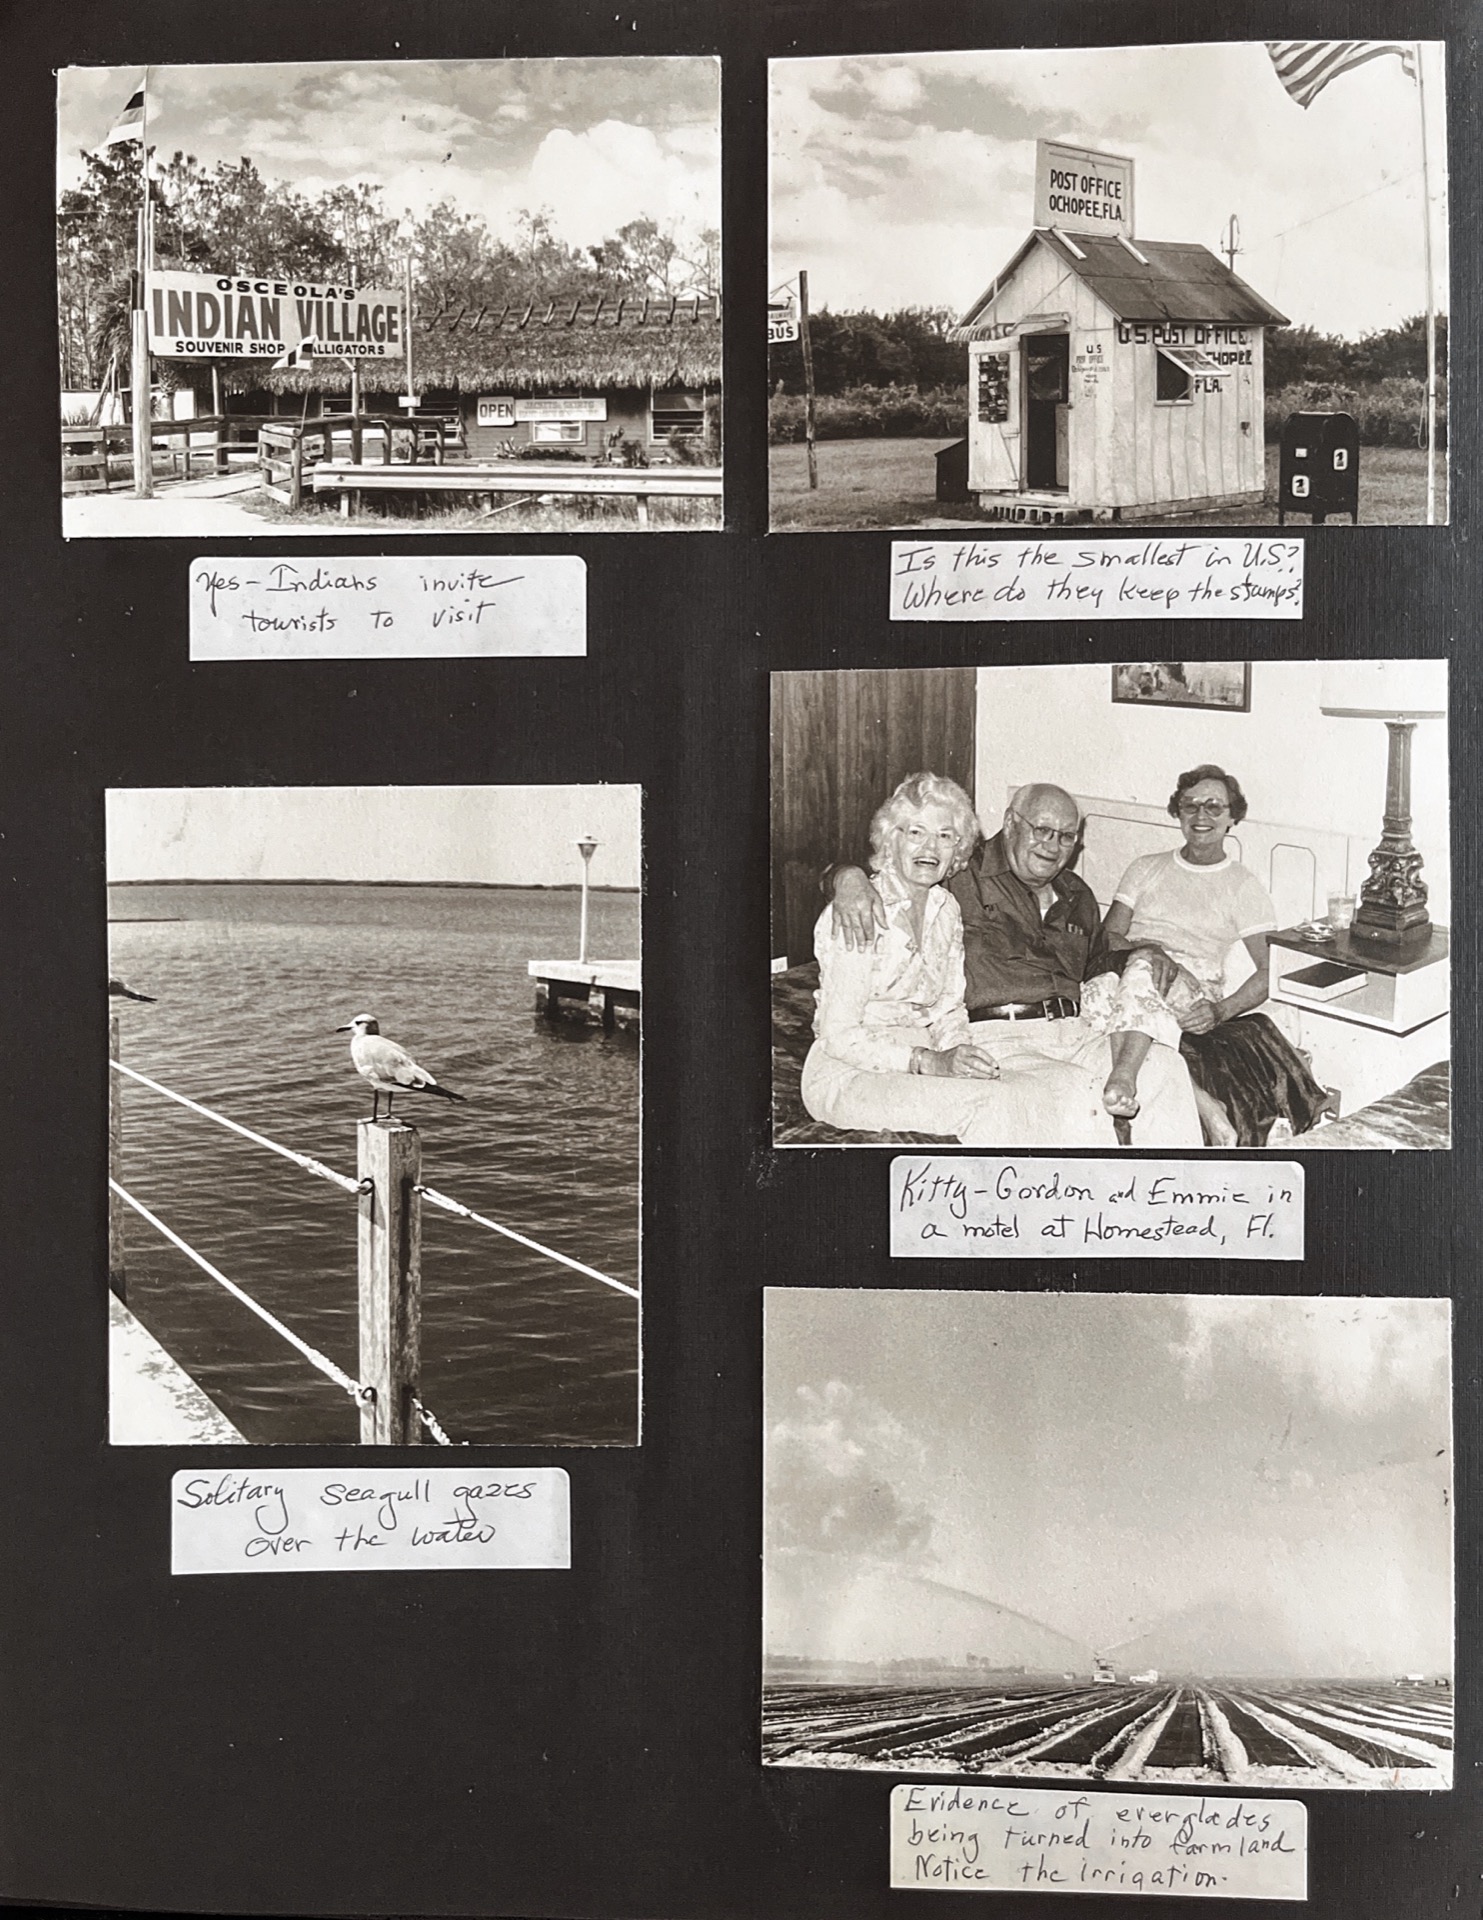 OSCEOLA'S
INDIAN VILLAGE
SOUVENIR SHOP ALLIGATORS
OPEN
Yes - Indians invite
tourists to visit
POST OFFICE
OCHOPEE, FLA.
BUS
U.S. POST OFFICE
CHOPEE
FLA.
U.S.
POST OFFICE
Is this the smallest in U.S.?
Where do they keep the stamps?
Kitty - Gordon and Emmie in
a motel at Homestead, Fl.
Solitary seagull gazes
over the water
Evidence of everglades
being turned into farmland
Notice the irrigation.